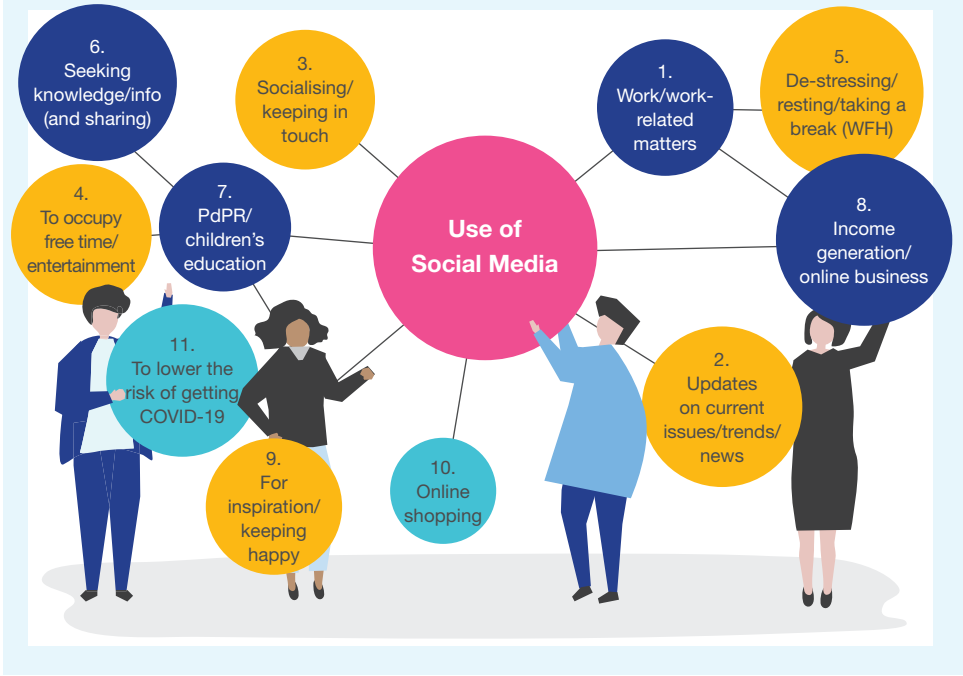 6.
Seeking
knowledge/info
(and sharing)
3.
Socialising/
keeping in
touch
1.
Work/work-
related
matters
5.
De-stressing/
resting/taking a
break (WFH)
4.
To occupy
free time/
entertainment
7.
PdPR/
children’s
education
Use of
Social Media
8.
Income
generation/
online business
11.
To lower the
risk of getting
COVID-19
2.
Updates
on current
issues/trends/
news
9.
For
inspiration/
keeping
happy
10.
Online
shopping